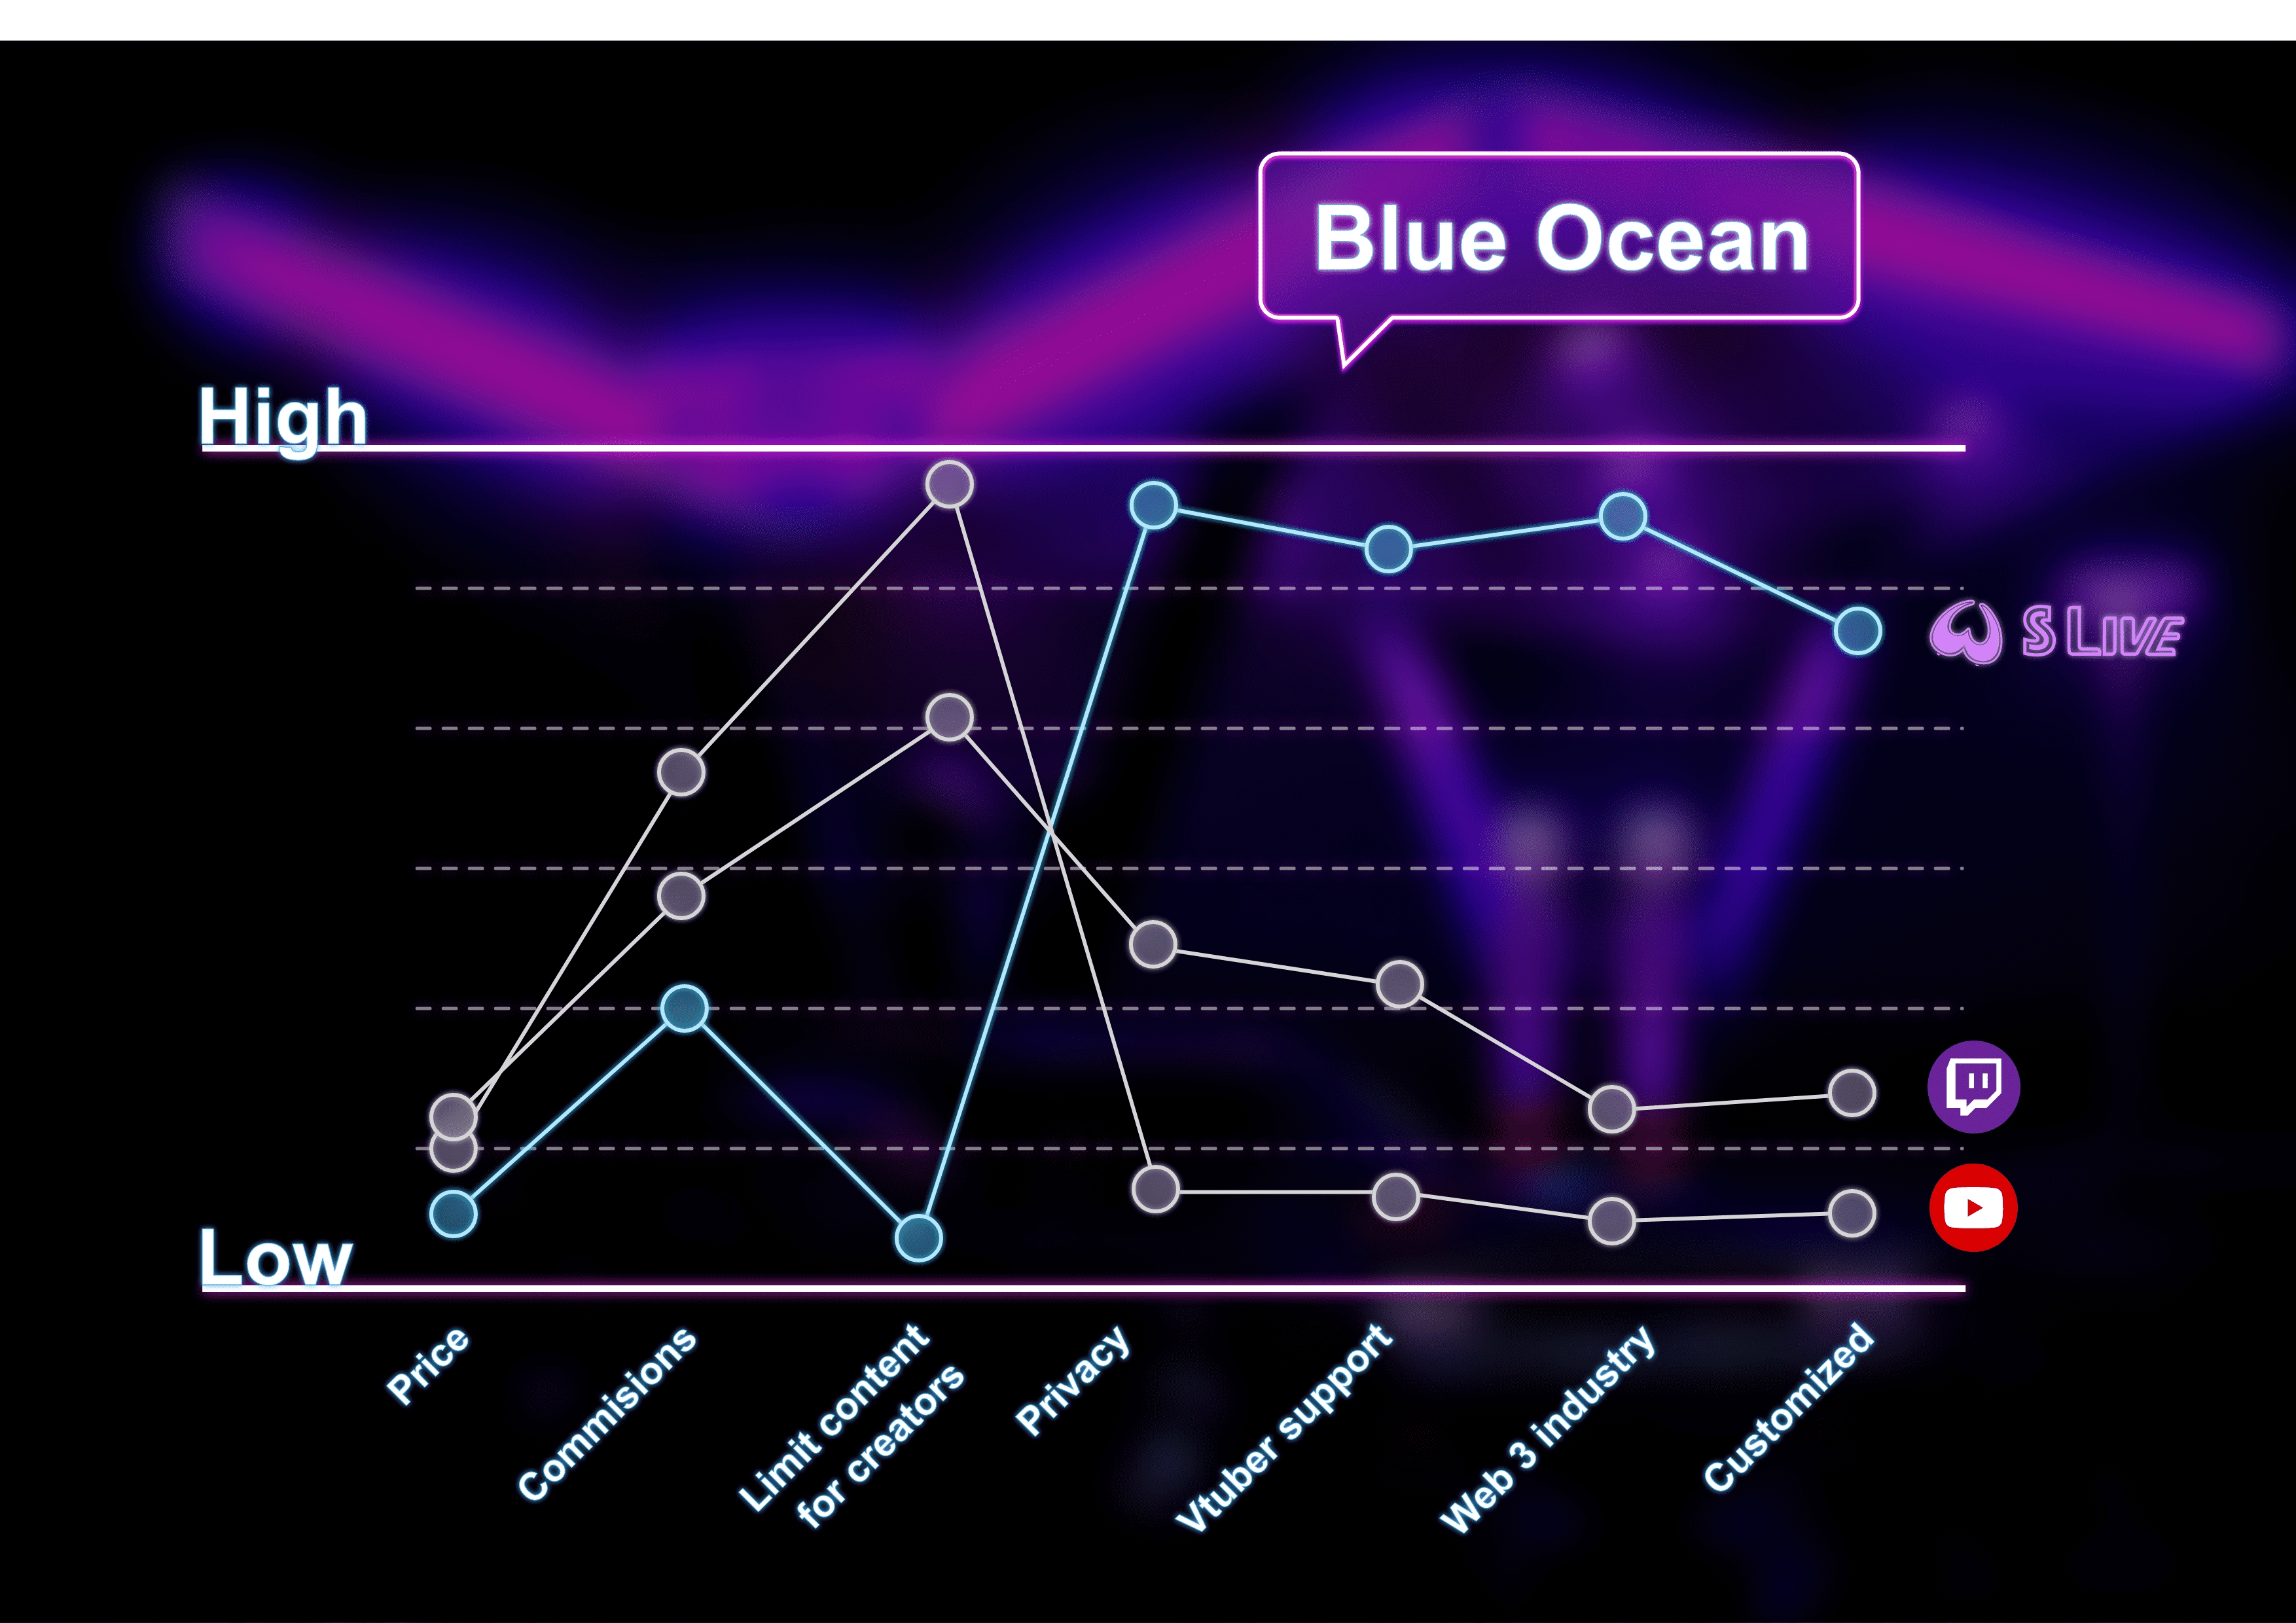 Blue Ocean
High
S LIVE
Low
Price
Commisions
Limit content
for creators
Privacy
Vtuber support
Web 3 industry
Customized